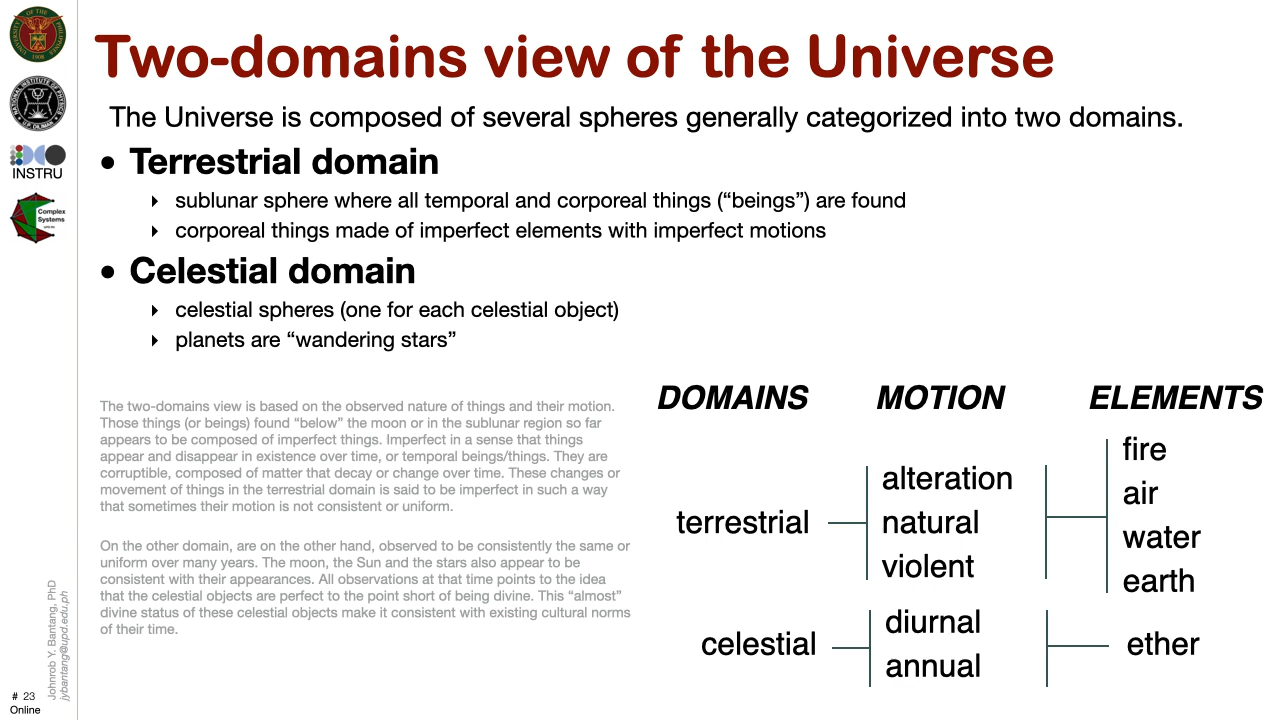 Two-domains view of the Universe
The Universe is composed of several spheres generally categorized into two domains.
• Terrestrial domain
‣ sublunar sphere where all temporal and corporeal things (“beings”) are found
‣ corporeal things made of imperfect elements with imperfect motions
• Celestial domain
‣ celestial spheres (one for each celestial object)
‣ planets are “wandering stars”
The two-domains view is based on the observed nature of things and their motion.
Those things (or beings) found “below” the moon or in the sublunar region so far
appears to be composed of imperfect things. Imperfect in a sense that things
appear and disappear in existence over time, or temporal beings/things. They are
corruptible, composed of matter that decay or change over time. These changes or
movement of things in the terrestrial domain is said to be imperfect in such a way
that sometimes their motion is not consistent or uniform.
On the other domain, are on the other hand, observed to be consistently the same or
uniform over many years. The moon, the Sun and the stars also appear to be
consistent with their appearances. All observations at that time points to the idea
that the celestial objects are perfect to the point short of being divine. This “almost”
divine status of these celestial objects make it consistent with existing cultural norms
of their time.
DOMAINS MOTION ELEMENTS
terrestrial
alteration
natural
violent
fire
air
water
earth
celestial
diurnal
annual
ether
UNIVERSITY OF THE PHILIPPINES
1908
NATIONAL INSTITUTE OF PHYSICS
U.P. DILIMAN
INSTRU
Complex
Systems
Johnrob Y. Bantang, PhD
jybantang@upd.edu.ph
# 23
Online